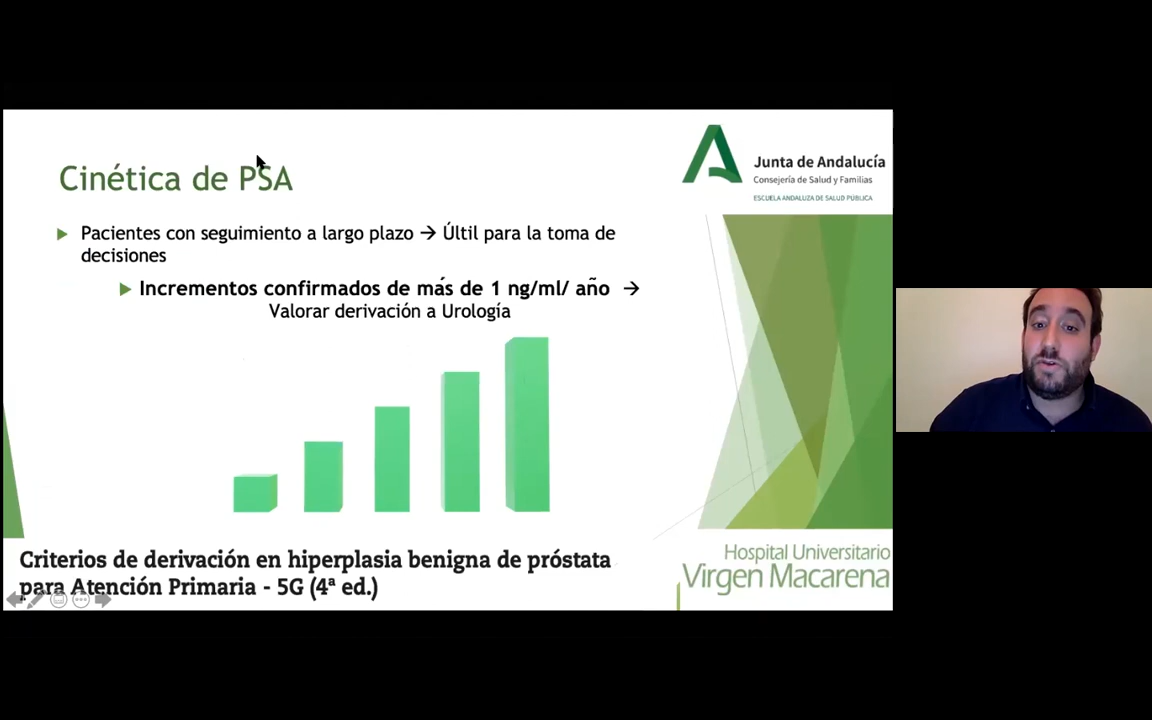 Cinética de PSA
Junta de Andalucía
Consejería de Salud y Familias
ESCUELA ANDALUZA DE SALUD PÚBLICA
Pacientes con seguimiento a largo plazo → Últil para la toma de
decisiones
Incrementos confirmados de más de 1 ng/ml/ año →
Valorar derivación a Urología
Criterios de derivación en hiperplasia benigna de próstata
para Atención Primaria - 5G (4ª ed.)
Hospital Universitario
Virgen Macarena